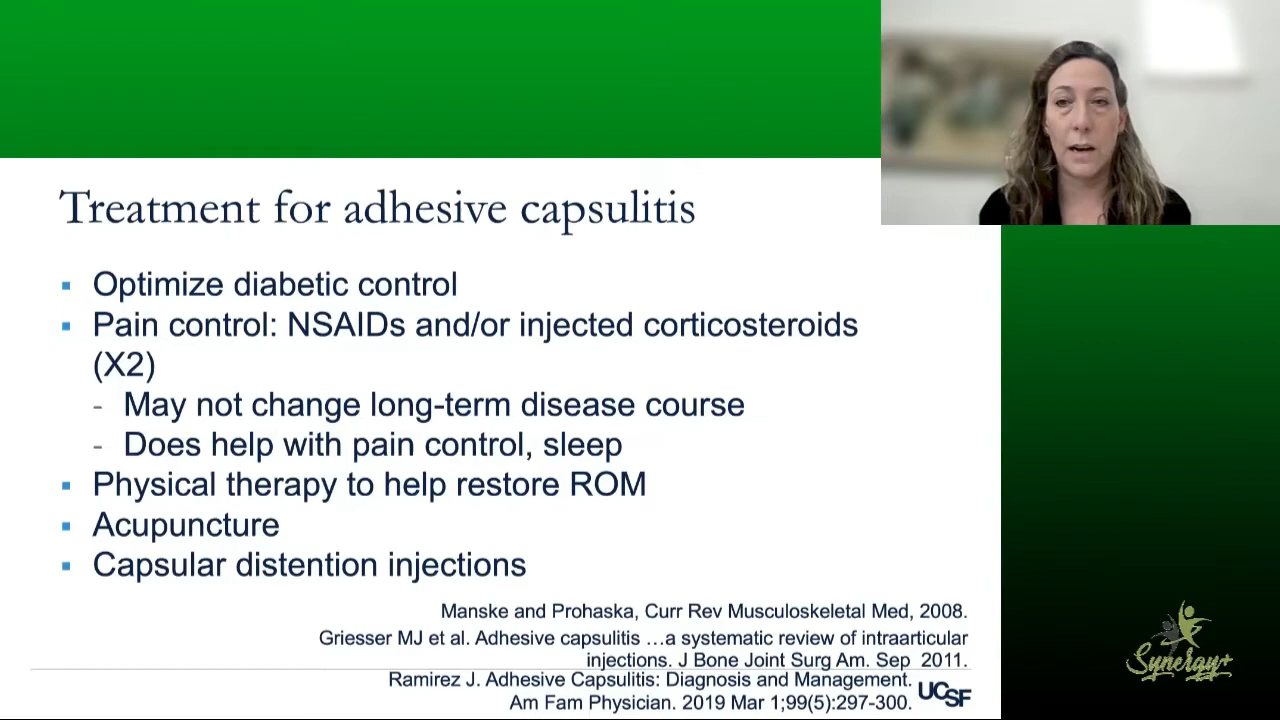 Treatment for adhesive capsulitis
▪ Optimize diabetic control
▪ Pain control: NSAIDs and/or injected corticosteroids
(X2)
- May not change long-term disease course
- Does help with pain control, sleep
▪ Physical therapy to help restore ROM
▪ Acupuncture
▪ Capsular distention injections
Manske and Prohaska, Curr Rev Musculoskeletal Med, 2008.
Griesser MJ et al. Adhesive capsulitis …a systematic review of intraarticular
injections. J Bone Joint Surg Am. Sep 2011.
Ramirez J. Adhesive Capsulitis: Diagnosis and Management.
Am Fam Physician. 2019 Mar 1;99(5):297-300.
UCSF
Synergy+